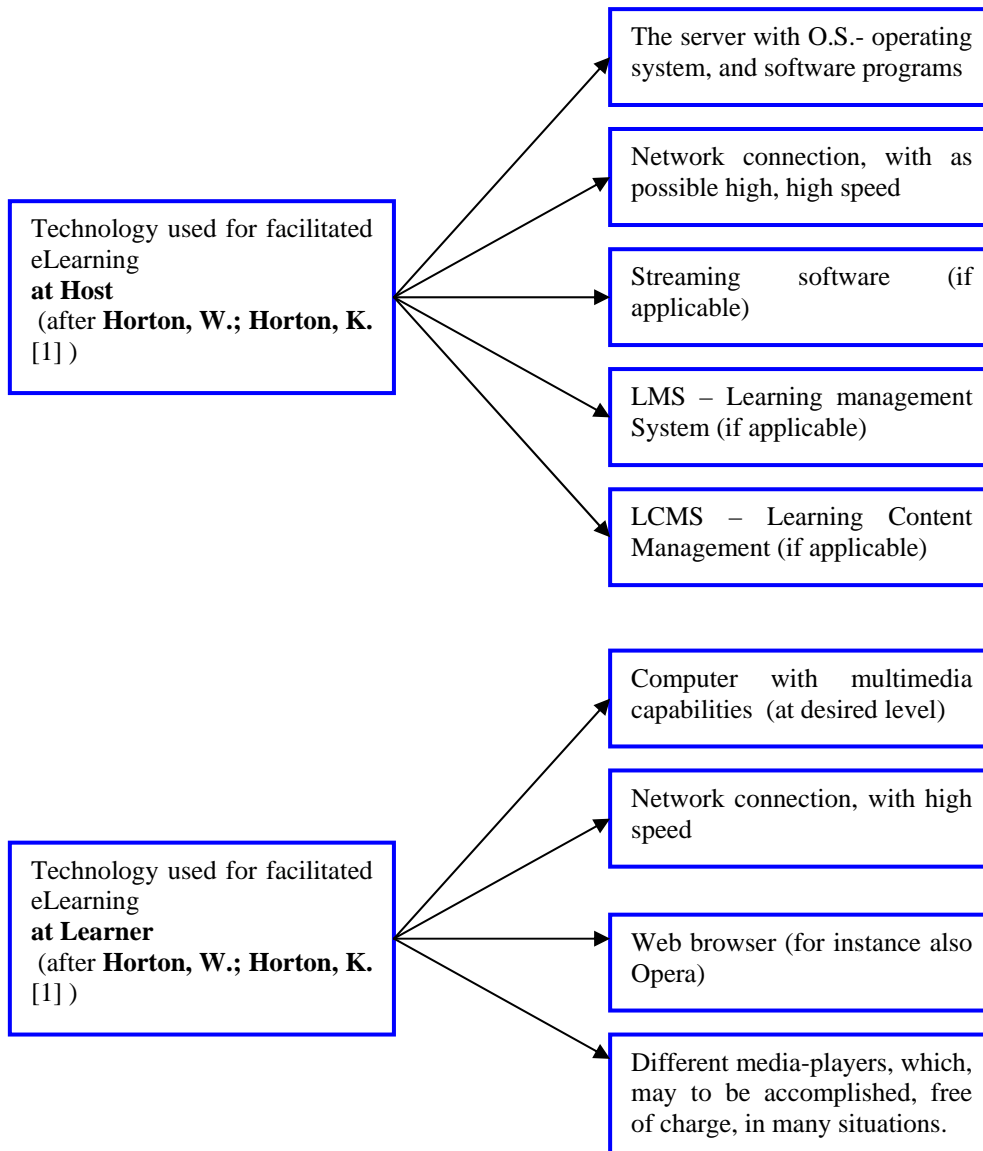 The server with O.S.- operating
system, and software programs
Network connection, with as
possible high, high speed
Technology used for facilitated
eLearning
at Host
(after Horton, W.; Horton, K.
[1] )
Streaming software (if
applicable)
LMS – Learning management
System (if applicable)
LCMS – Learning Content
Management (if applicable)
Computer with multimedia
capabilities (at desired level)
Network connection, with high
speed
Technology used for facilitated
eLearning
at Learner
(after Horton, W.; Horton, K.
[1] )
Web browser (for instance also
Opera)
Different media-players, which,
may to be accomplished, free
of charge, in many situations.